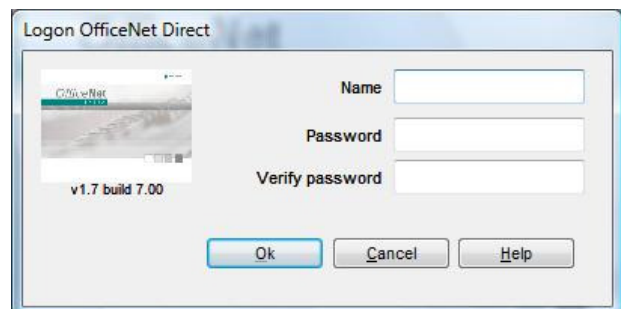 Logon OfficeNet Direct
OfficeNet
v1.7 build 7.00
Name
Password
Verify password
Ok
Cancel
Help